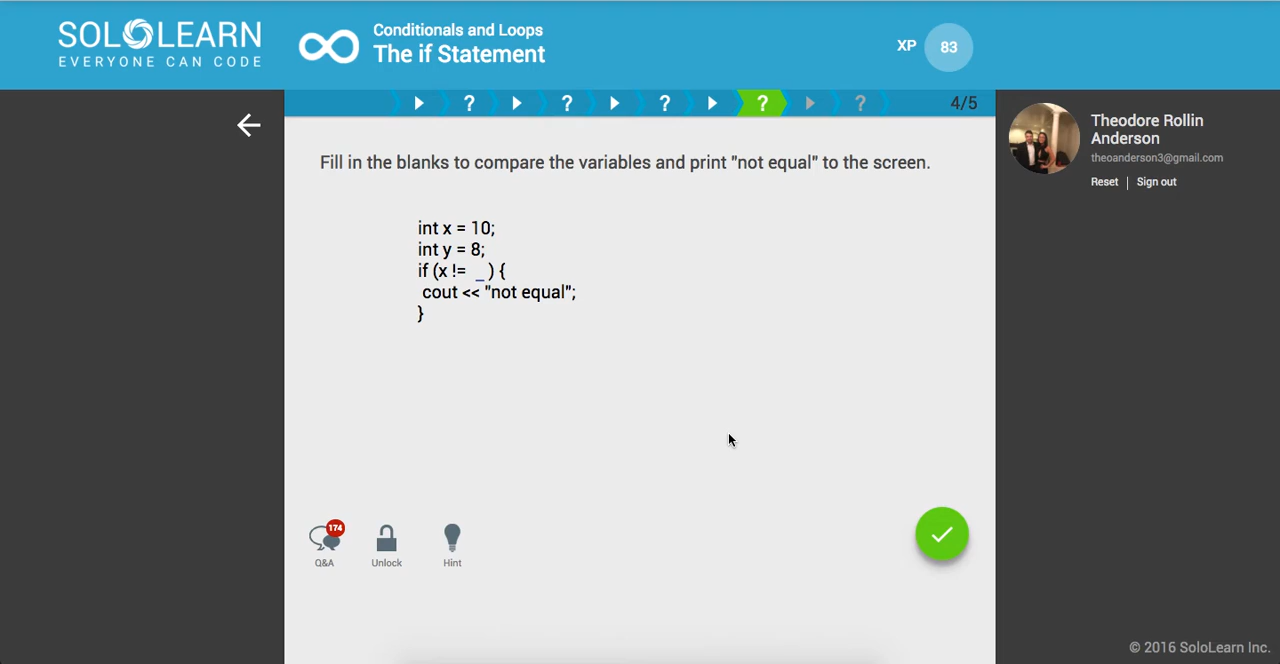 SOLOLEARN
EVERYONE CAN CODE
Conditionals and Loops
The if Statement
XP 83
? ? ? ? ? 4/5
Theodore Rollin
Anderson
theoanderson3@gmail.com
Reset | Sign out
Fill in the blanks to compare the variables and print "not equal" to the screen.
int x = 10;
int y = 8;
if (x != _ ) {
cout << "not equal";
}
174
Q&A Unlock Hint
© 2016 SoloLearn Inc.